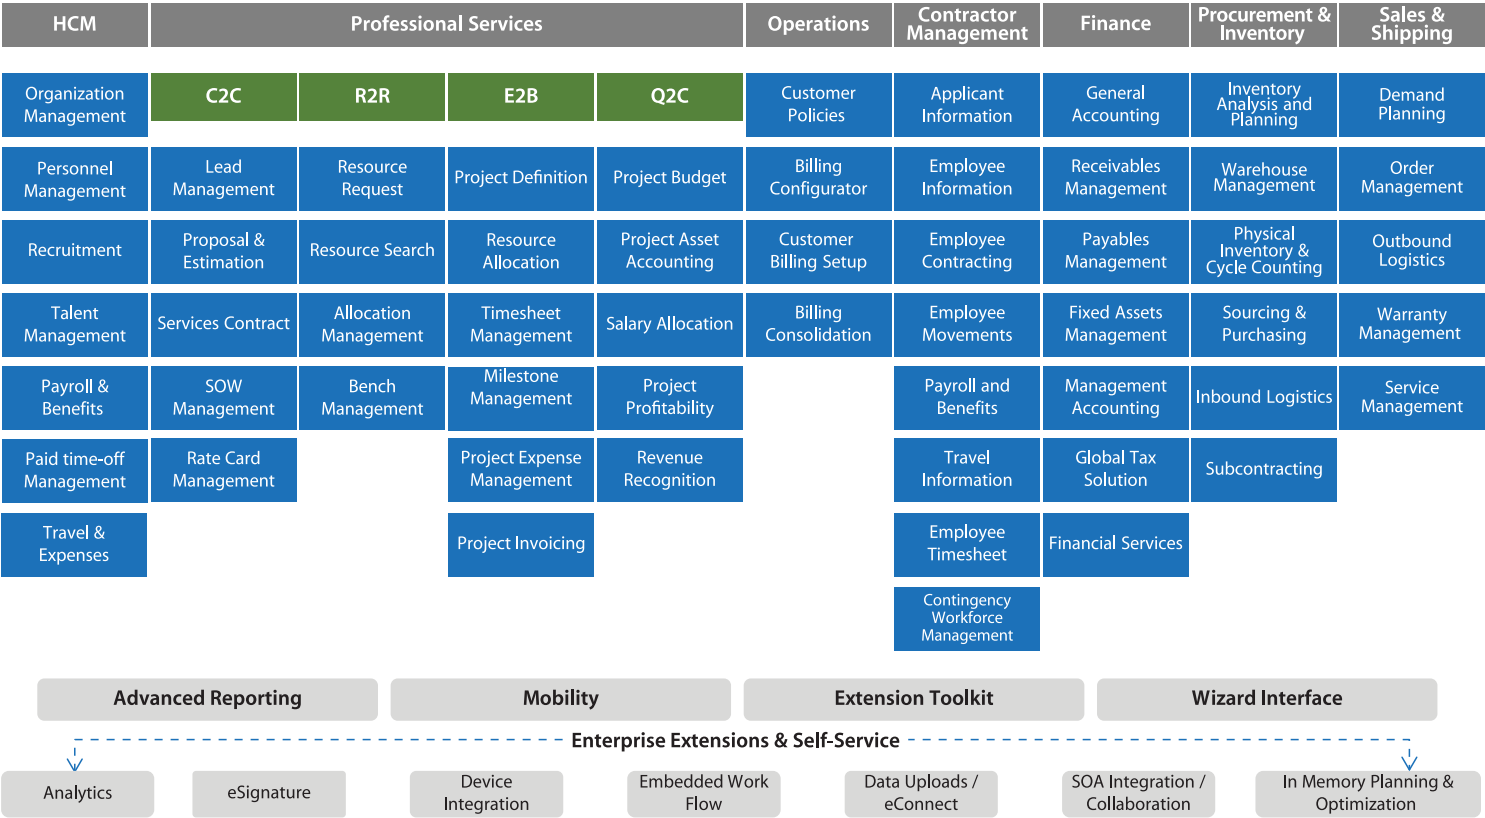 HCM
Professional Services
Operations
Contractor
Management
Finance
Procurement &
Inventory
Sales &
Shipping
Organization
Management
C2C
R2R
E2B
Q2C
Customer
Policies
Applicant
Information
General
Accounting
Inventory
Analysis and
Planning
Demand
Planning
Personnel
Management
Lead
Management
Resource
Request
Project Definition
Project Budget
Billing
Configurator
Employee
Information
Receivables
Management
Warehouse
Management
Order
Management
Recruitment
Proposal &
Estimation
Resource Search
Resource
Allocation
Project Asset
Accounting
Customer
Billing Setup
Employee
Contracting
Payables
Management
Physical
Inventory &
Cycle Counting
Outbound
Logistics
Talent
Management
Services Contract
Allocation
Management
Timesheet
Management
Salary Allocation
Billing
Consolidation
Employee
Movements
Fixed Assets
Management
Sourcing &
Purchasing
Warranty
Management
Payroll &
Benefits
SOW
Management
Bench
Management
Milestone
Management
Project
Profitability
Payroll and
Benefits
Management
Accounting
Inbound Logistics
Service
Management
Paid time-off
Management
Rate Card
Management
Project Expense
Management
Revenue
Recognition
Travel
Information
Global Tax
Solution
Subcontracting
Travel &
Expenses
Project Invoicing
Employee
Timesheet
Financial Services
Contingency
Workforce
Management
Advanced Reporting
Mobility
Extension Toolkit
Wizard Interface
Enterprise Extensions & Self-Service
Analytics
eSignature
Device
Integration
Embedded Work
Flow
Data Uploads /
eConnect
SOA Integration /
Collaboration
In Memory Planning &
Optimization